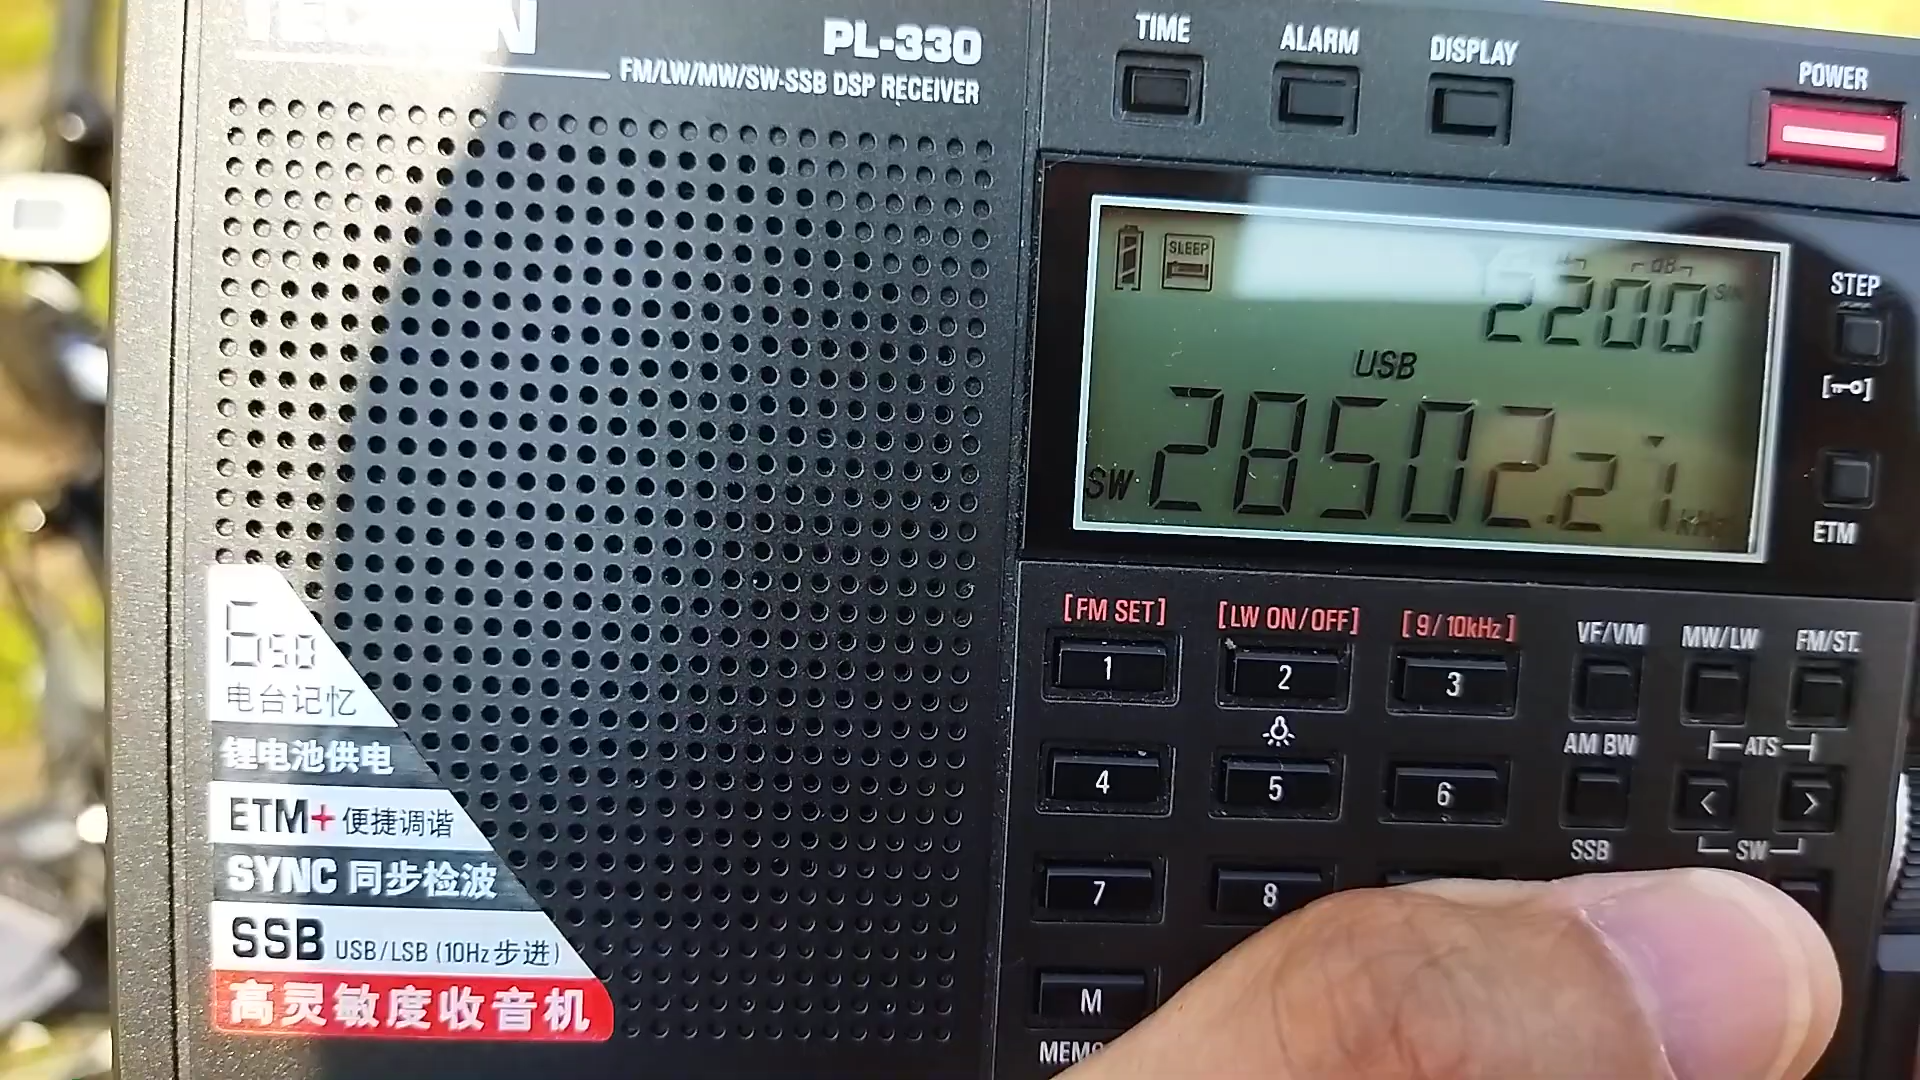 TECSUN
PL-330
FM/LW/MW/SW-SSB DSP RECEIVER
TIME
ALARM
DISPLAY
POWER
SLEEP
dB
2200
USB
SW
28502.21
kHz
STEP
ETM
[FM SET]
[LW ON/OFF]
[9/10kHz]
VF/VM
MW/LW
FM/ST.
1
2
3
AM BW
ATS
4
5
6
<
>
SSB
SW
7
8
M
650
电台记忆
锂电池供电
ETM+ 便捷调谐
SYNC 同步检波
SSB USB/LSB (10Hz 步进)
高灵敏度收音机